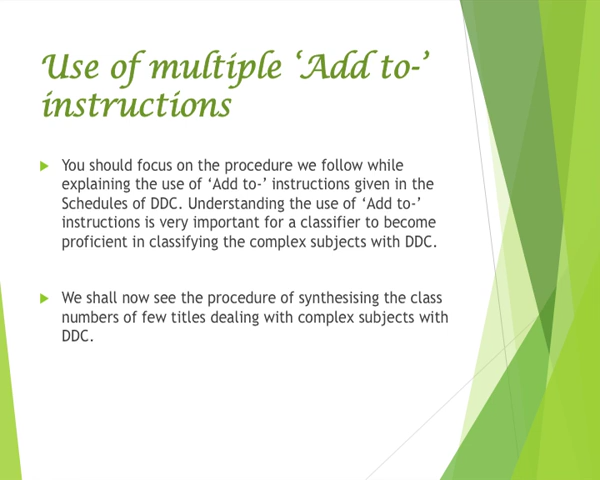 Use of multiple ‘Add to-’
instructions
You should focus on the procedure we follow while
explaining the use of ‘Add to-’ instructions given in the
Schedules of DDC. Understanding the use of ‘Add to-’
instructions is very important for a classifier to become
proficient in classifying the complex subjects with DDC.
We shall now see the procedure of synthesising the class
numbers of few titles dealing with complex subjects with
DDC.